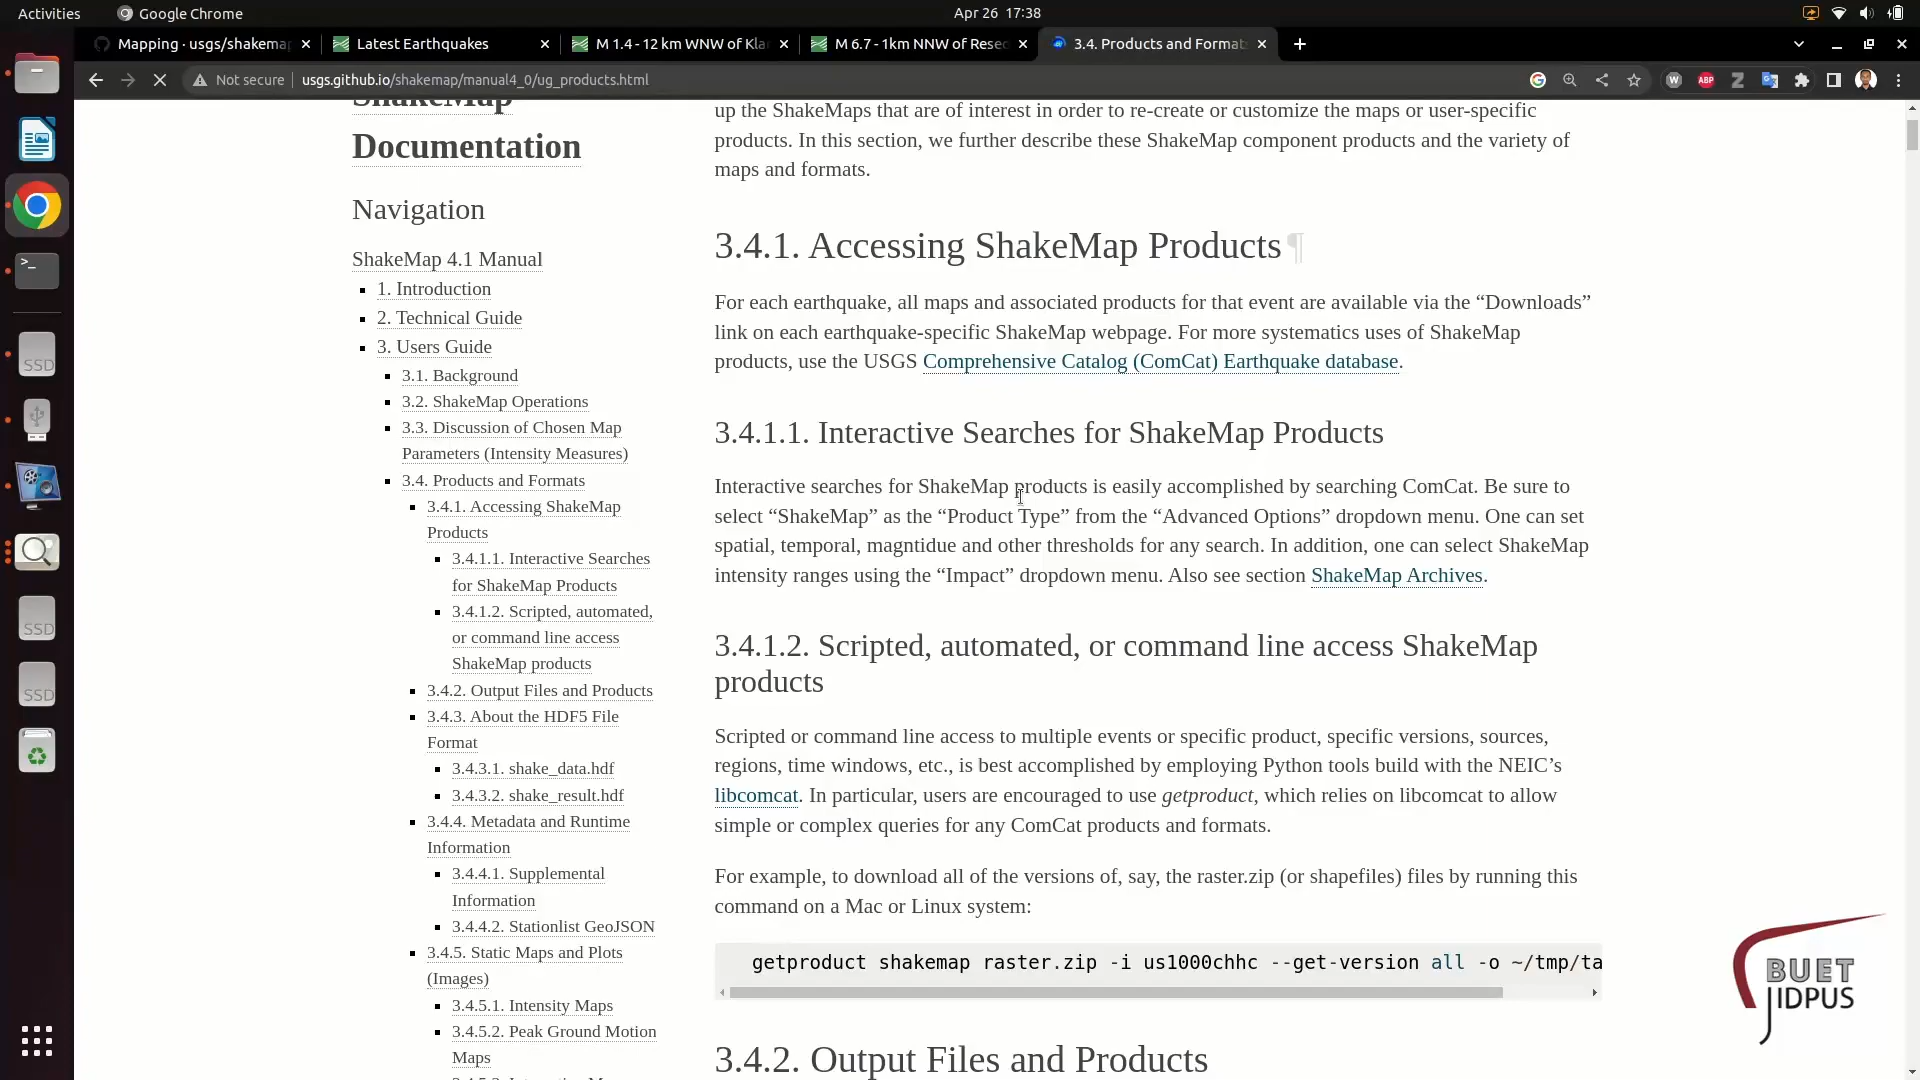 Activities
Google Chrome
Apr 26 17:38
Mapping · usgs/shakema
Latest Earthquakes
M 1.4 - 12 km WNW of Kla
M 6.7 - 1km NNW of Rese
3.4. Products and Format
Not secure
usgs.github.io/shakemap/manual4_0/ug_products.html
ShakeMap
Documentation
Navigation
ShakeMap 4.1 Manual
1. Introduction
2. Technical Guide
3. Users Guide
3.1. Background
3.2. ShakeMap Operations
3.3. Discussion of Chosen Map
Parameters (Intensity Measures)
3.4. Products and Formats
3.4.1. Accessing ShakeMap
Products
3.4.1.1. Interactive Searches
for ShakeMap Products
3.4.1.2. Scripted, automated,
or command line access
ShakeMap products
3.4.2. Output Files and Products
3.4.3. About the HDF5 File
Format
3.4.3.1. shake_data.hdf
3.4.3.2. shake_result.hdf
3.4.4. Metadata and Runtime
Information
3.4.4.1. Supplemental
Information
3.4.4.2. Stationlist GeoJSON
3.4.5. Static Maps and Plots
(Images)
3.4.5.1. Intensity Maps
3.4.5.2. Peak Ground Motion
Maps
up the ShakeMaps that are of interest in order to re-create or customize the maps or user-specific
products. In this section, we further describe these ShakeMap component products and the variety of
maps and formats.
3.4.1. Accessing ShakeMap Products¶
For each earthquake, all maps and associated products for that event are available via the “Downloads”
link on each earthquake-specific ShakeMap webpage. For more systematics uses of ShakeMap
products, use the USGS Comprehensive Catalog (ComCat) Earthquake database.
3.4.1.1. Interactive Searches for ShakeMap Products
Interactive searches for ShakeMap products is easily accomplished by searching ComCat. Be sure to
select “ShakeMap” as the “Product Type” from the “Advanced Options” dropdown menu. One can set
spatial, temporal, magntidue and other thresholds for any search. In addition, one can select ShakeMap
intensity ranges using the “Impact” dropdown menu. Also see section ShakeMap Archives.
3.4.1.2. Scripted, automated, or command line access ShakeMap
products
Scripted or command line access to multiple events or specific product, specific versions, sources,
regions, time windows, etc., is best accomplished by employing Python tools build with the NEIC’s
libcomcat. In particular, users are encouraged to use getproduct, which relies on libcomcat to allow
simple or complex queries for any ComCat products and formats.
For example, to download all of the versions of, say, the raster.zip (or shapefiles) files by running this
command on a Mac or Linux system:
getproduct shakemap raster.zip -i us1000chhc --get-version all -o ~/tmp/ta
3.4.2. Output Files and Products
SSD
SSD
SSD
ABP
BUET
JIDPUS